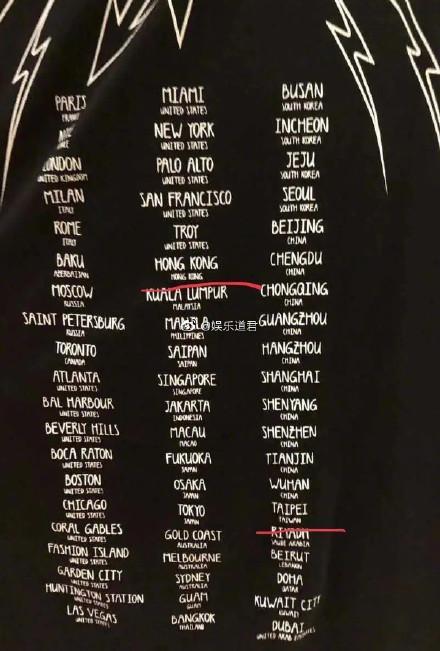 PARIS
LONDON
UNITED KINGDOM
MILAN
ITALY
ROME
ITALY
BAKU
AZERBAIJAN
MOSCOW
RUSSIA
SAINT PETERSBURG
RUSSIA
TORONTO
CANADA
ATLANTA
UNITED STATES
BAL HARBOUR
UNITED STATES
BEVERLY HILLS
UNITED STATES
BOCA RATON
UNITED STATES
BOSTON
UNITED STATES
CHICAGO
UNITED STATES
CORAL GABLES
UNITED STATES
FASHION ISLAND
UNITED STATES
GARDEN CITY
UNITED STATES
HUNTINGTON STATION
UNITED STATES
LAS VEGAS
UNITED STATES
MIAMI
UNITED STATES
NEW YORK
UNITED STATES
PALO ALTO
UNITED STATES
SAN FRANCISCO
UNITED STATES
TROY
UNITED STATES
HONG KONG
HONG KONG
KUALA LUMPUR
MALAYSIA
MANILA
PHILIPPINES
SAIPAN
SAIPAN
SINGAPORE
SINGAPORE
JAKARTA
INDONESIA
MACAU
MACAO
FUKUOKA
JAPAN
OSAKA
JAPAN
TOKYO
JAPAN
GOLD COAST
AUSTRALIA
MELBOURNE
AUSTRALIA
SYDNEY
AUSTRALIA
GUAM
GUAM
BANGKOK
THAILAND
BUSAN
SOUTH KOREA
INCHEON
SOUTH KOREA
JEJU
SOUTH KOREA
SEOUL
SOUTH KOREA
BEIJING
CHINA
CHENGDU
CHINA
CHONGQING
CHINA
GUANGZHOU
CHINA
HANGZHOU
CHINA
SHANGHAI
CHINA
SHENYANG
CHINA
SHENZHEN
CHINA
TIANJIN
CHINA
WUHAN
CHINA
TAIPEI
TAIWAN
RIYADH
SAUDI ARABIA
BEIRUT
LEBANON
DOHA
QATAR
KUWAIT CITY
KUWAIT
DUBAI
UNITED ARAB EMIRATES
@娱乐道君